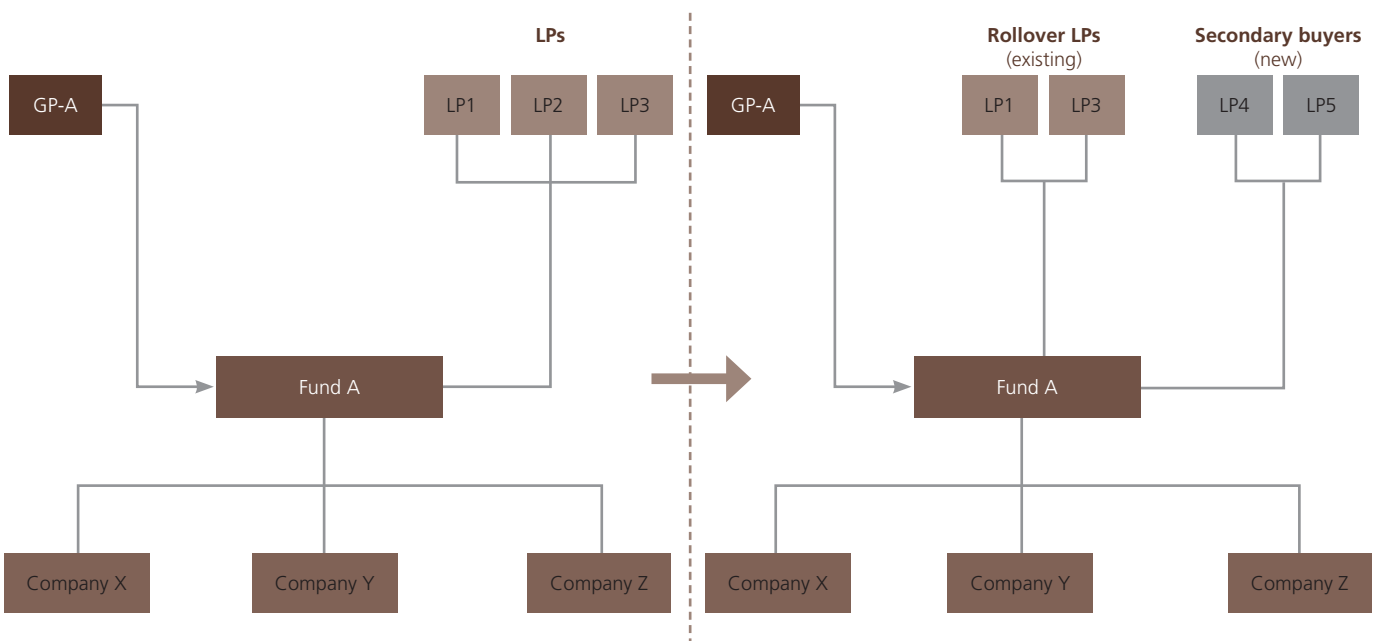 LPs
GP-A
LP1
LP2
LP3
Fund A
Company X
Company Y
Company Z
Rollover LPs
(existing)
Secondary buyers
(new)
GP-A
LP1
LP3
LP4
LP5
Fund A
Company X
Company Y
Company Z